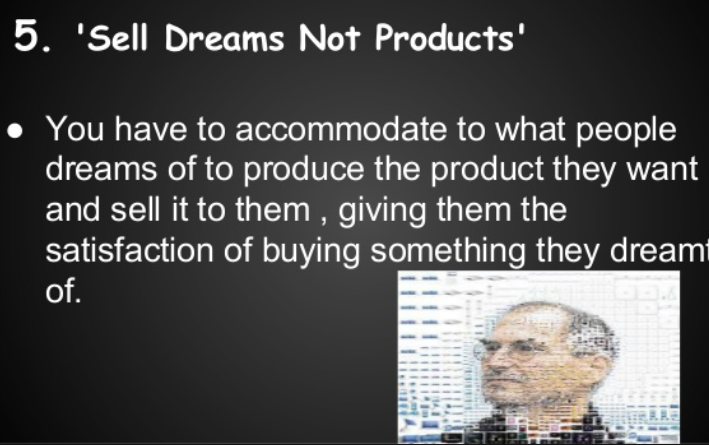 5. 'Sell Dreams Not Products'
● You have to accommodate to what people
dreams of to produce the product they want
and sell it to them , giving them the
satisfaction of buying something they dreamt
of.